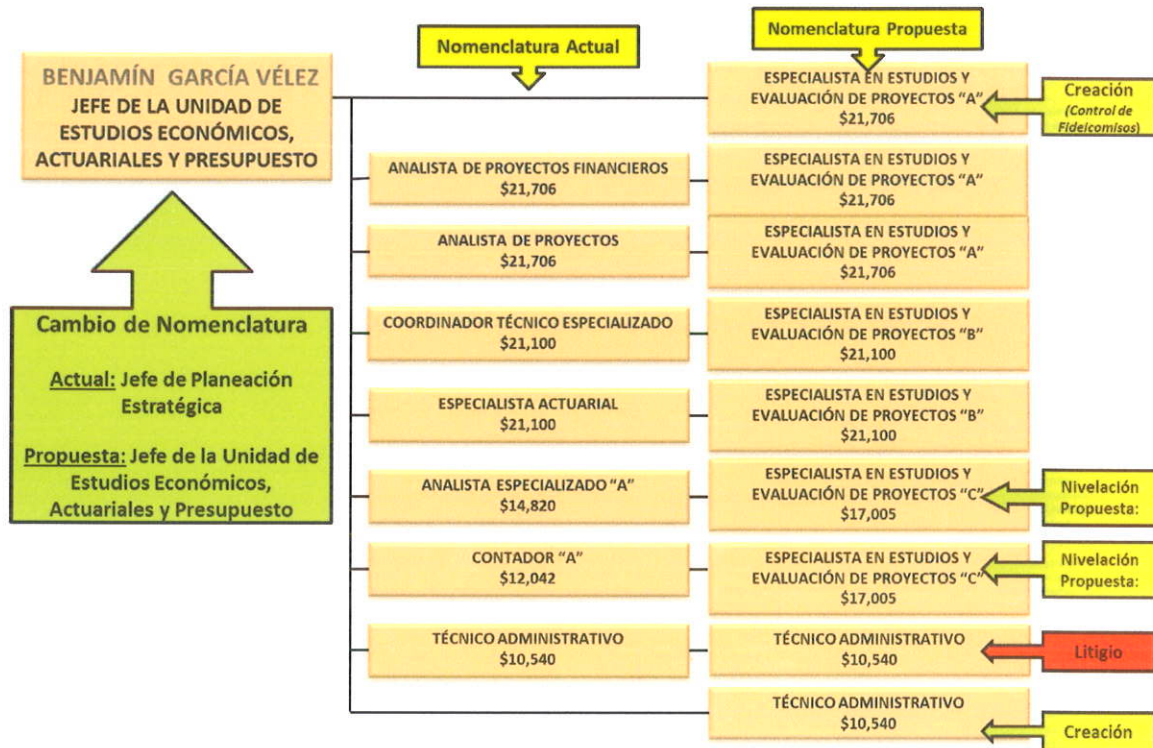 Nomenclatura Actual
Nomenclatura Propuesta
BENJAMÍN GARCÍA VÉLEZ
JEFE DE LA UNIDAD DE
ESTUDIOS ECONÓMICOS,
ACTUARIALES Y PRESUPUESTO
ESPECIALISTA EN ESTUDIOS Y
EVALUACIÓN DE PROYECTOS “A”
$21,706
Creación
(Control de
Fideicomisos)
ANALISTA DE PROYECTOS FINANCIEROS
$21,706
ESPECIALISTA EN ESTUDIOS Y
EVALUACIÓN DE PROYECTOS “A”
$21,706
ANALISTA DE PROYECTOS
$21,706
ESPECIALISTA EN ESTUDIOS Y
EVALUACIÓN DE PROYECTOS “A”
$21,706
Cambio de Nomenclatura
Actual: Jefe de Planeación
Estratégica
Propuesta: Jefe de la Unidad de
Estudios Económicos,
Actuariales y Presupuesto
COORDINADOR TÉCNICO ESPECIALIZADO
$21,100
ESPECIALISTA EN ESTUDIOS Y
EVALUACIÓN DE PROYECTOS “B”
$21,100
ESPECIALISTA ACTUARIAL
$21,100
ESPECIALISTA EN ESTUDIOS Y
EVALUACIÓN DE PROYECTOS “B”
$21,100
ANALISTA ESPECIALIZADO “A”
$14,820
ESPECIALISTA EN ESTUDIOS Y
EVALUACIÓN DE PROYECTOS “C”
$17,005
Nivelación
Propuesta:
CONTADOR “A”
$12,042
ESPECIALISTA EN ESTUDIOS Y
EVALUACIÓN DE PROYECTOS “C”
$17,005
Nivelación
Propuesta:
TÉCNICO ADMINISTRATIVO
$10,540
TÉCNICO ADMINISTRATIVO
$10,540
Litigio
TÉCNICO ADMINISTRATIVO
$10,540
Creación